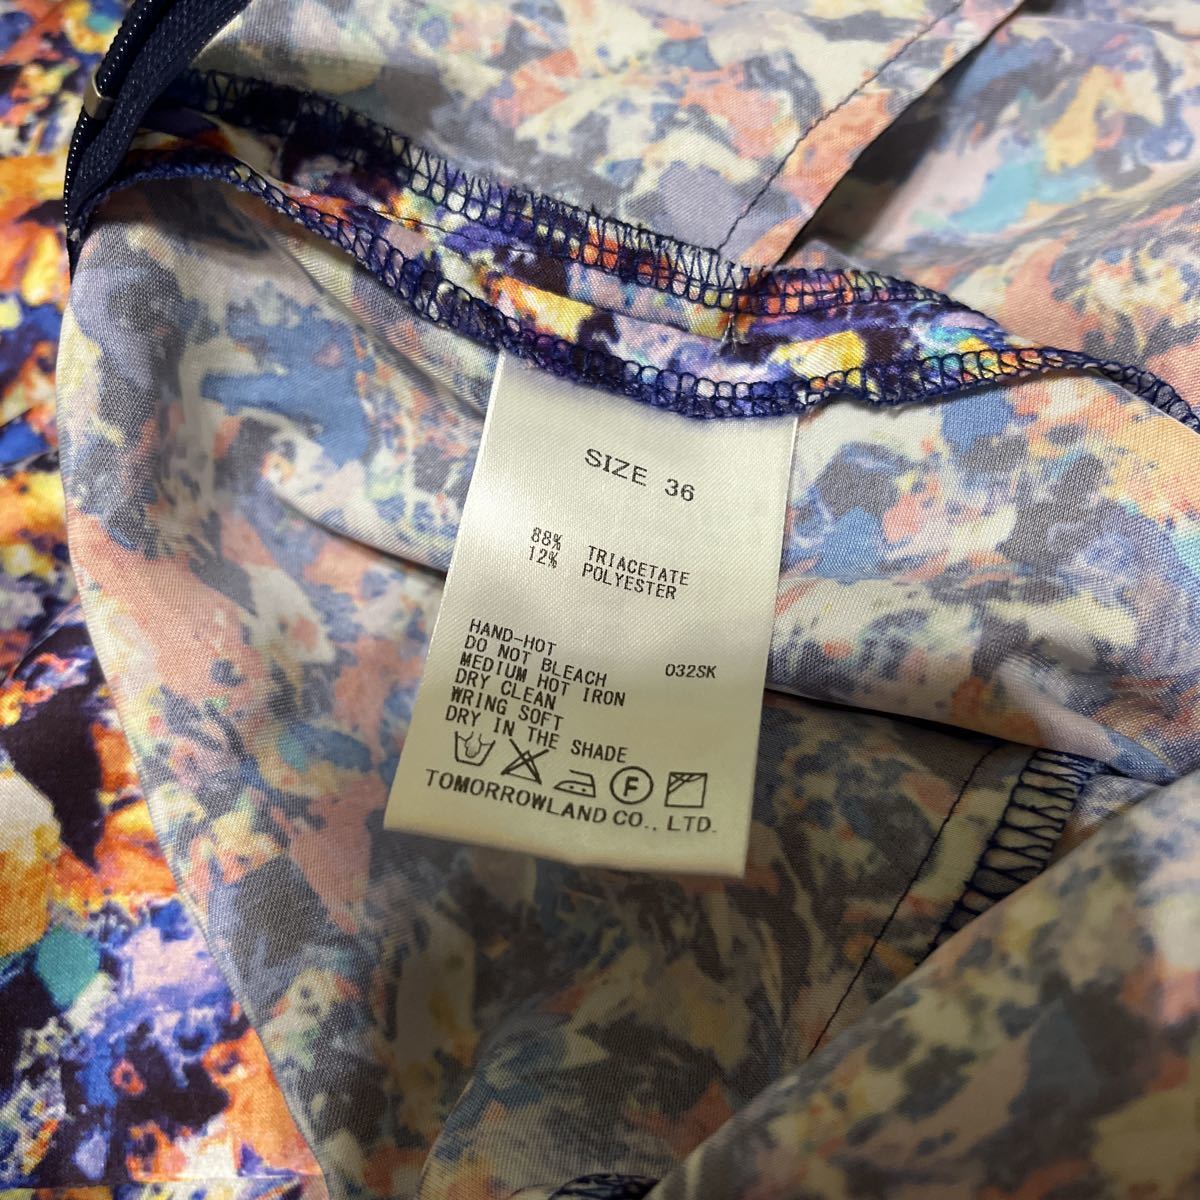 SIZE 36
88% TRIACETATE
12% POLYESTER
HAND-HOT
DO NOT BLEACH 032SK
MEDIUM HOT IRON
DRY CLEAN
WRING SOFT
DRY IN THE SHADE
F
TOMORROWLAND CO., LTD.